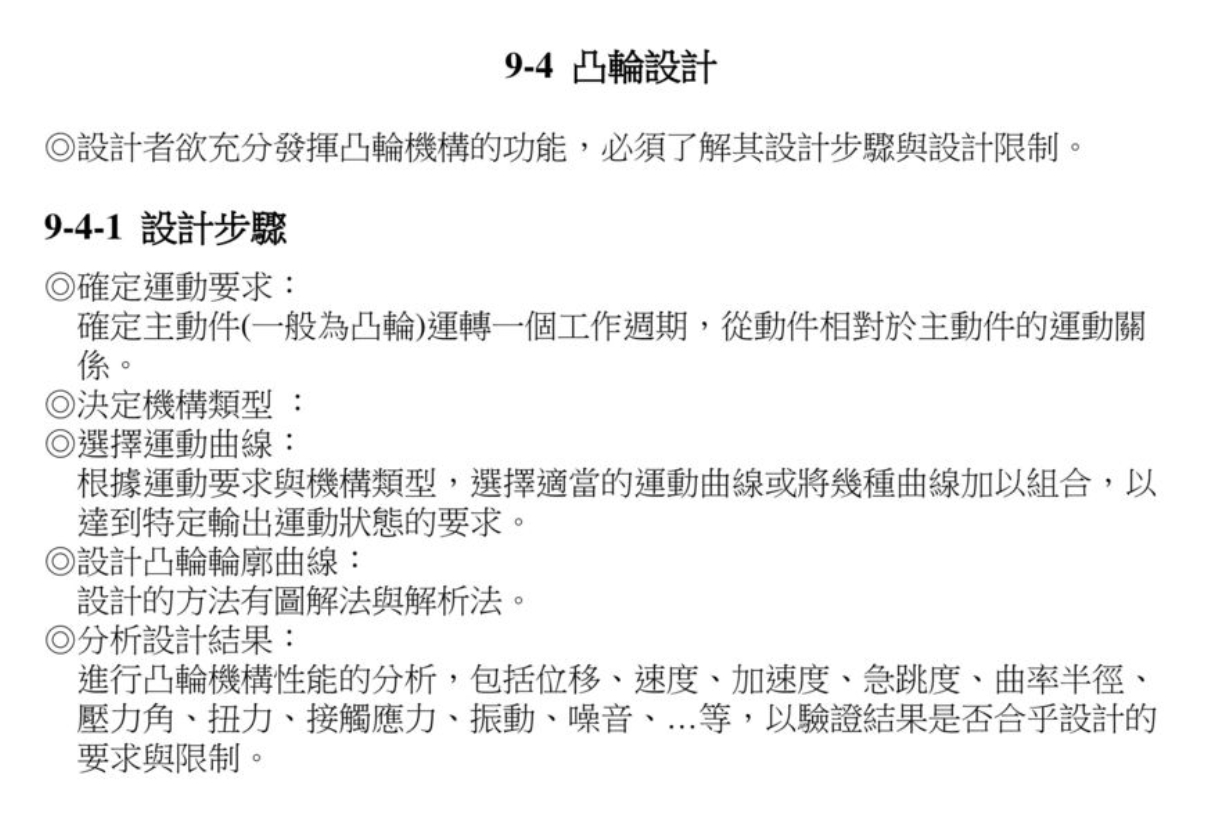 9-4 凸輪設計
◎設計者欲充分發揮凸輪機構的功能，必須了解其設計步驟與設計限制。
9-4-1 設計步驟
◎確定運動要求：
確定主動件(一般為凸輪)運轉一個工作週期，從動件相對於主動件的運動關
係。
◎決定機構類型 ：
◎選擇運動曲線：
根據運動要求與機構類型，選擇適當的運動曲線或將幾種曲線加以組合，以
達到特定輸出運動狀態的要求。
◎設計凸輪輪廓曲線：
設計的方法有圖解法與解析法。
◎分析設計結果：
進行凸輪機構性能的分析，包括位移、速度、加速度、急跳度、曲率半徑、
壓力角、扭力、接觸應力、振動、噪音、…等，以驗證結果是否合乎設計的
要求與限制。